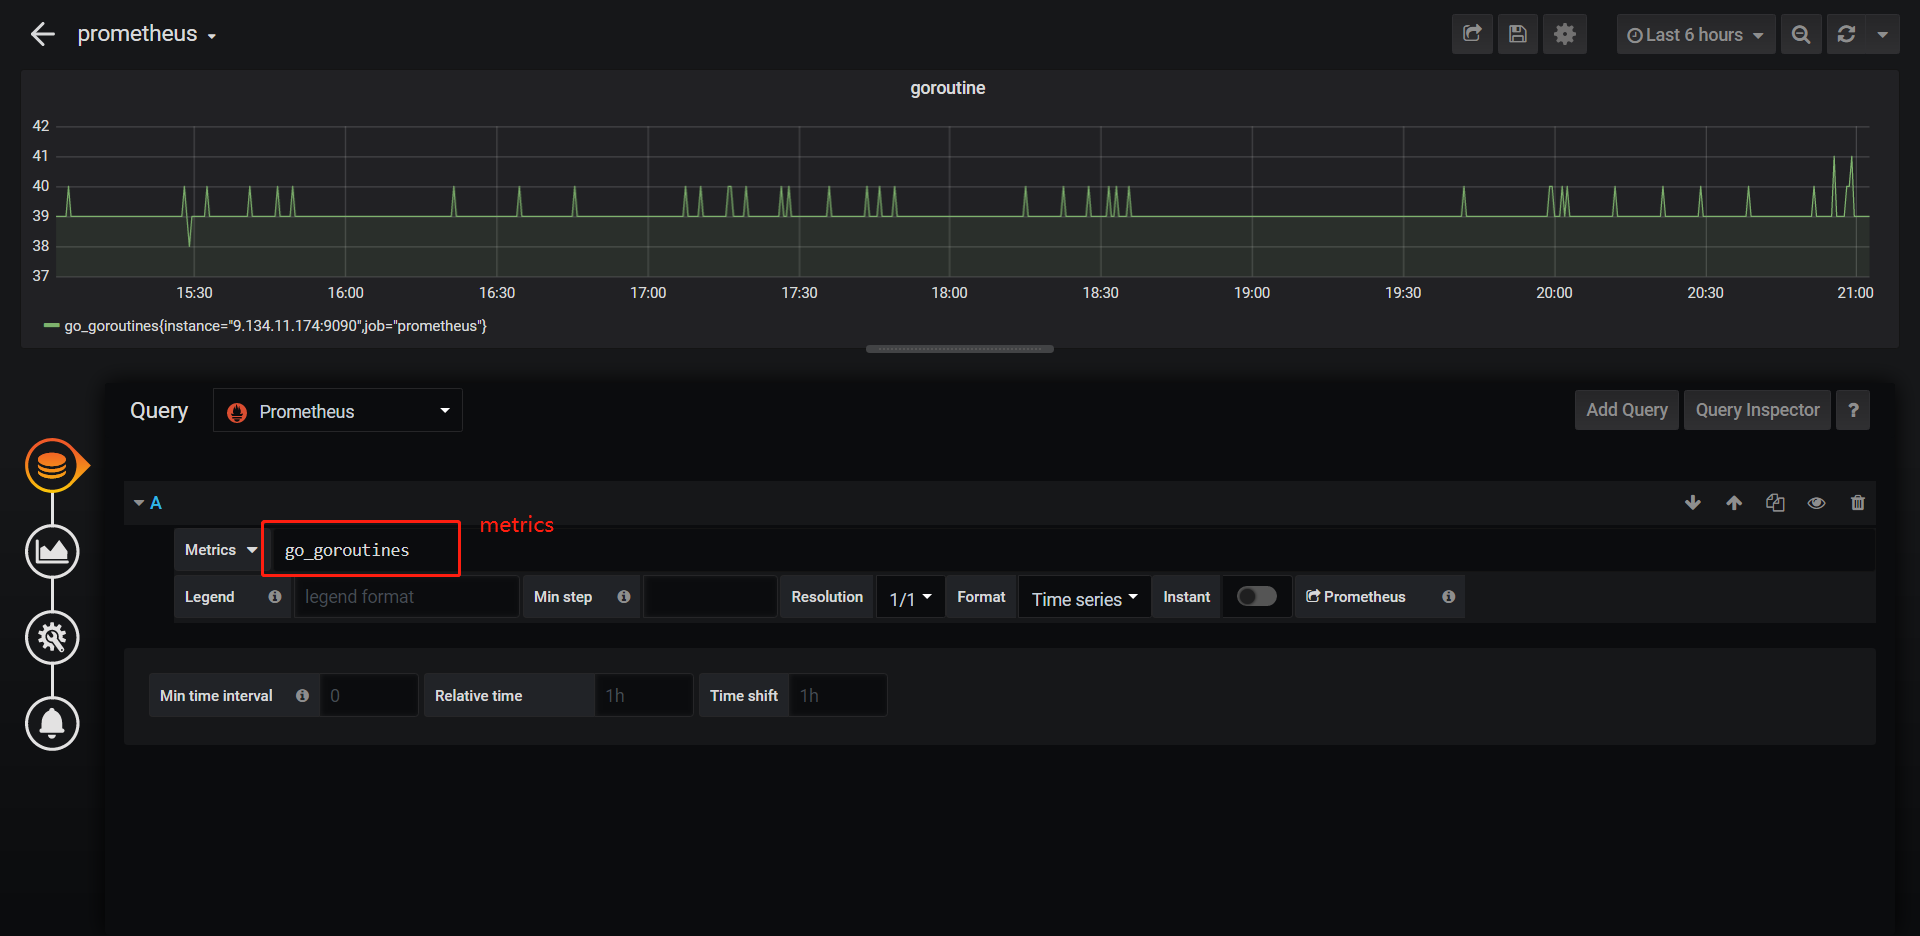 prometheus
Last 6 hours
goroutine
42
41
40
39
38
37
15:30 16:00 16:30 17:00 17:30 18:00 18:30 19:00 19:30 20:00 20:30 21:00
go_goroutines{instance="9.134.11.174:9090",job="prometheus"}
Query Prometheus Add Query Query Inspector ?
A
metrics
Metrics go_goroutines
Legend legend format Min step Resolution 1/1 Format Time series Instant Prometheus
Min time interval 0 Relative time 1h Time shift 1h